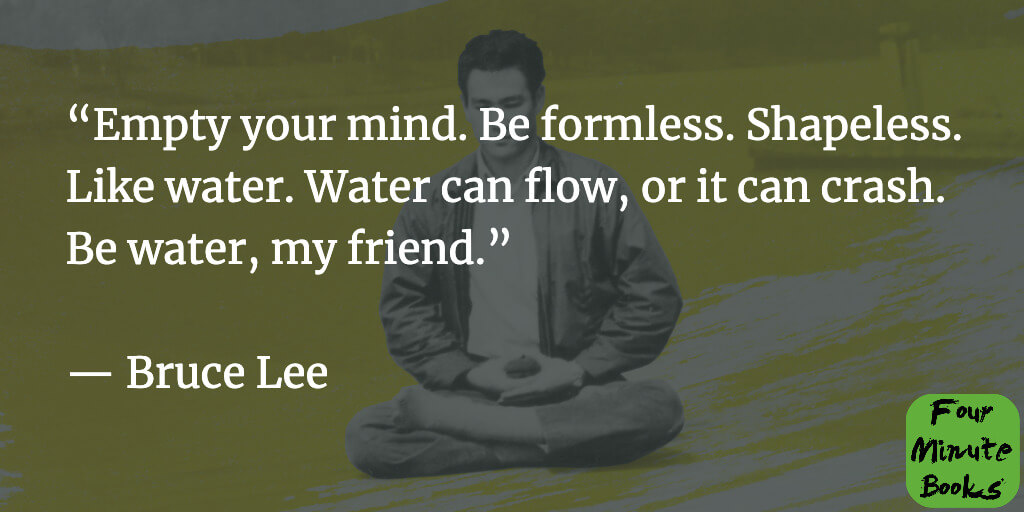 “Empty your mind. Be formless. Shapeless.
Like water. Water can flow, or it can crash.
Be water, my friend.”
— Bruce Lee
Four
Minute
Books